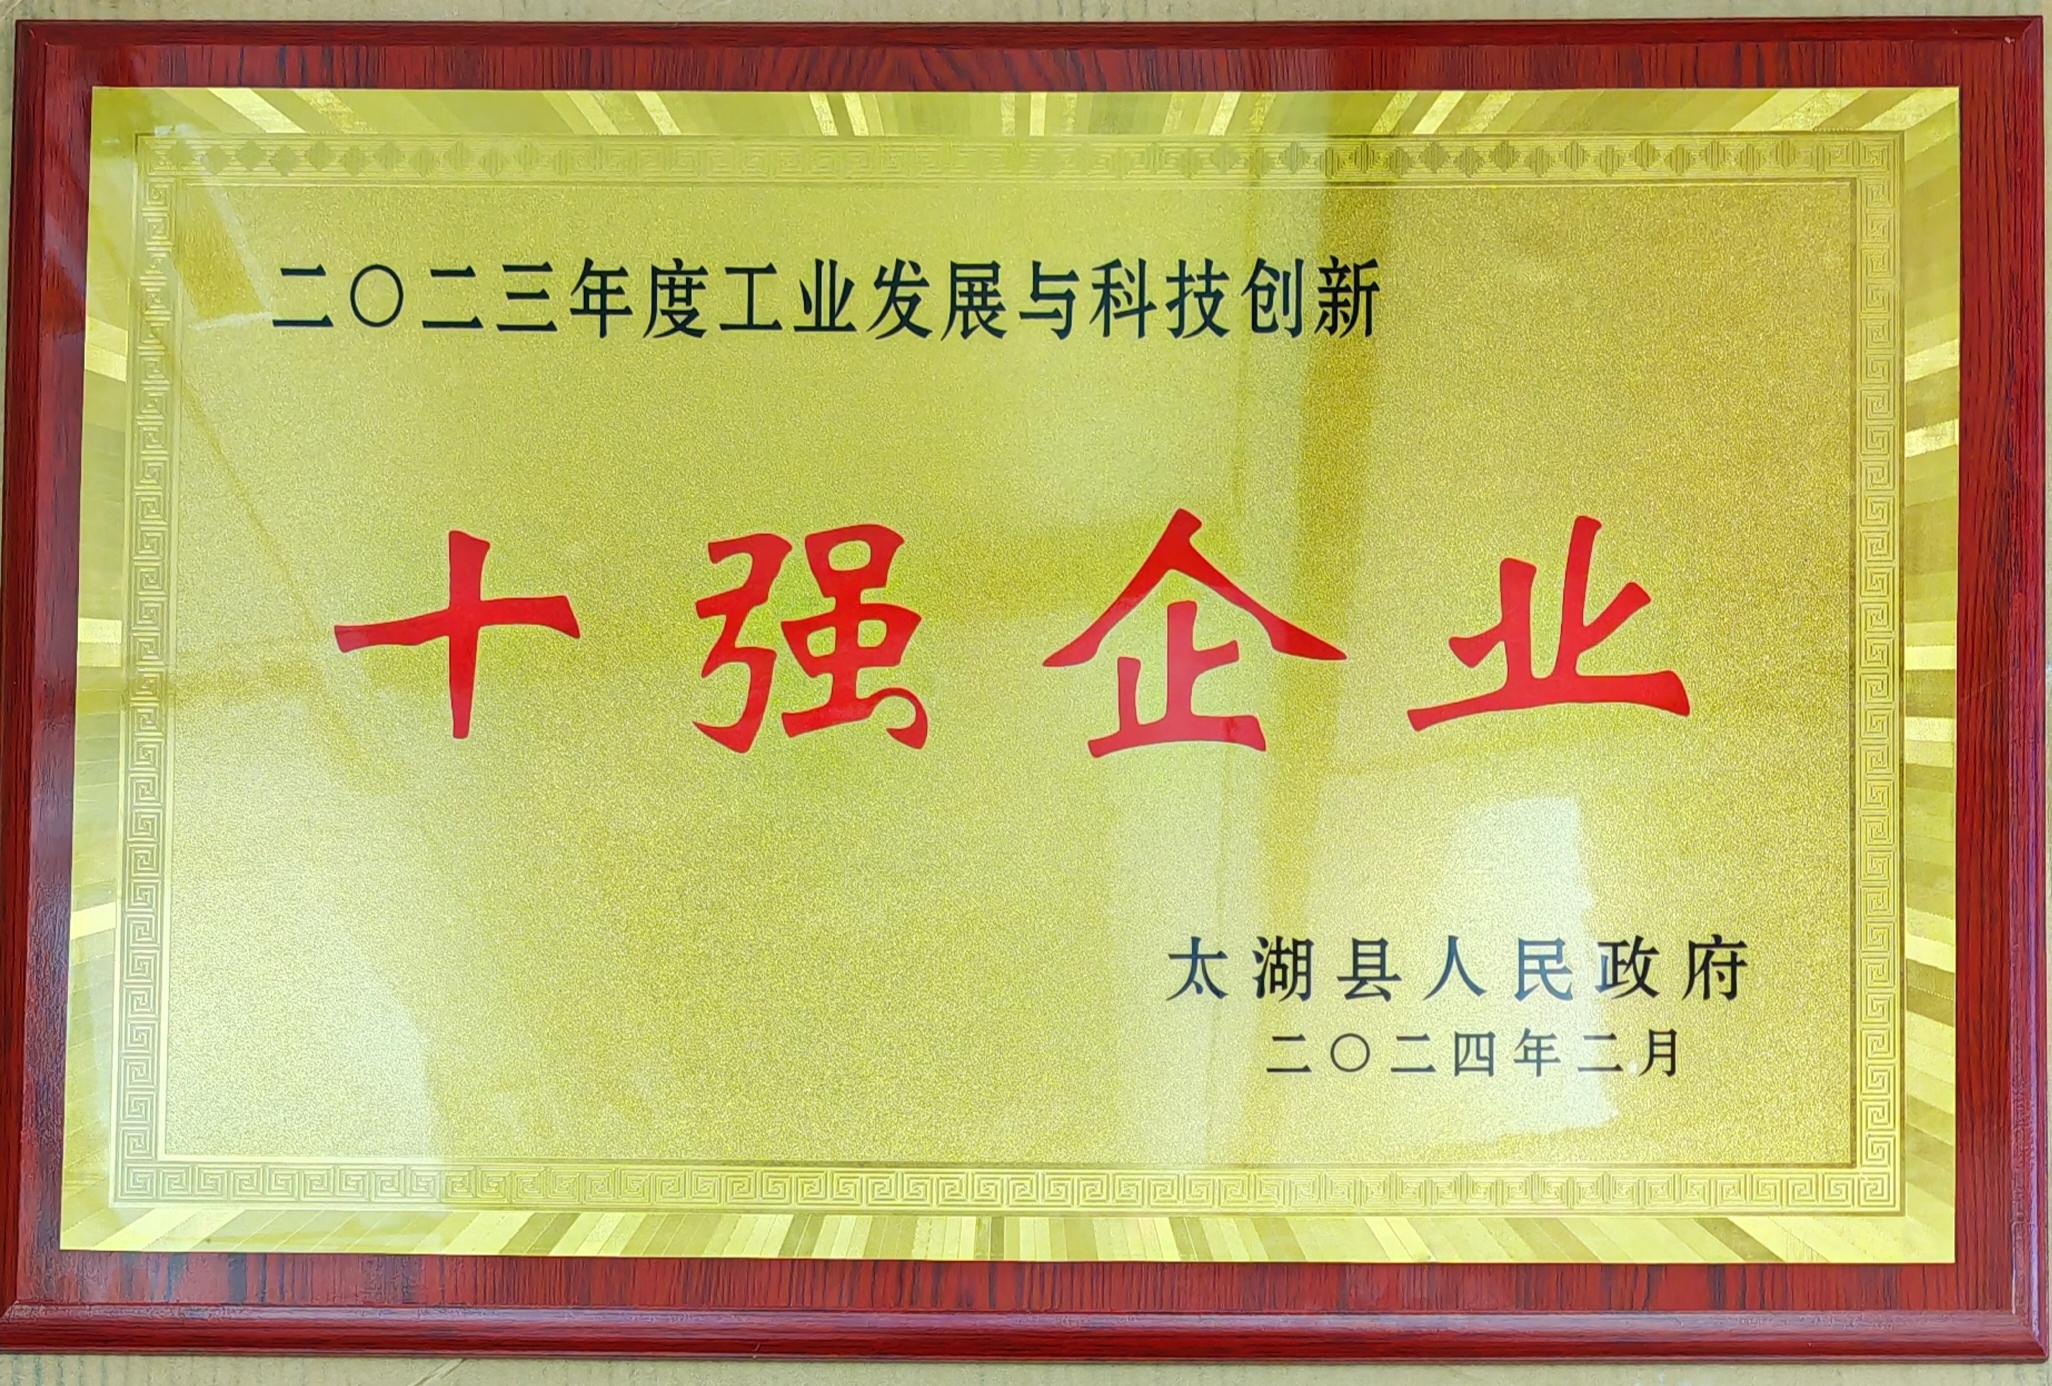 二〇二三年度工业发展与科技创新
十强企业
太湖县人民政府
二〇二四年二月